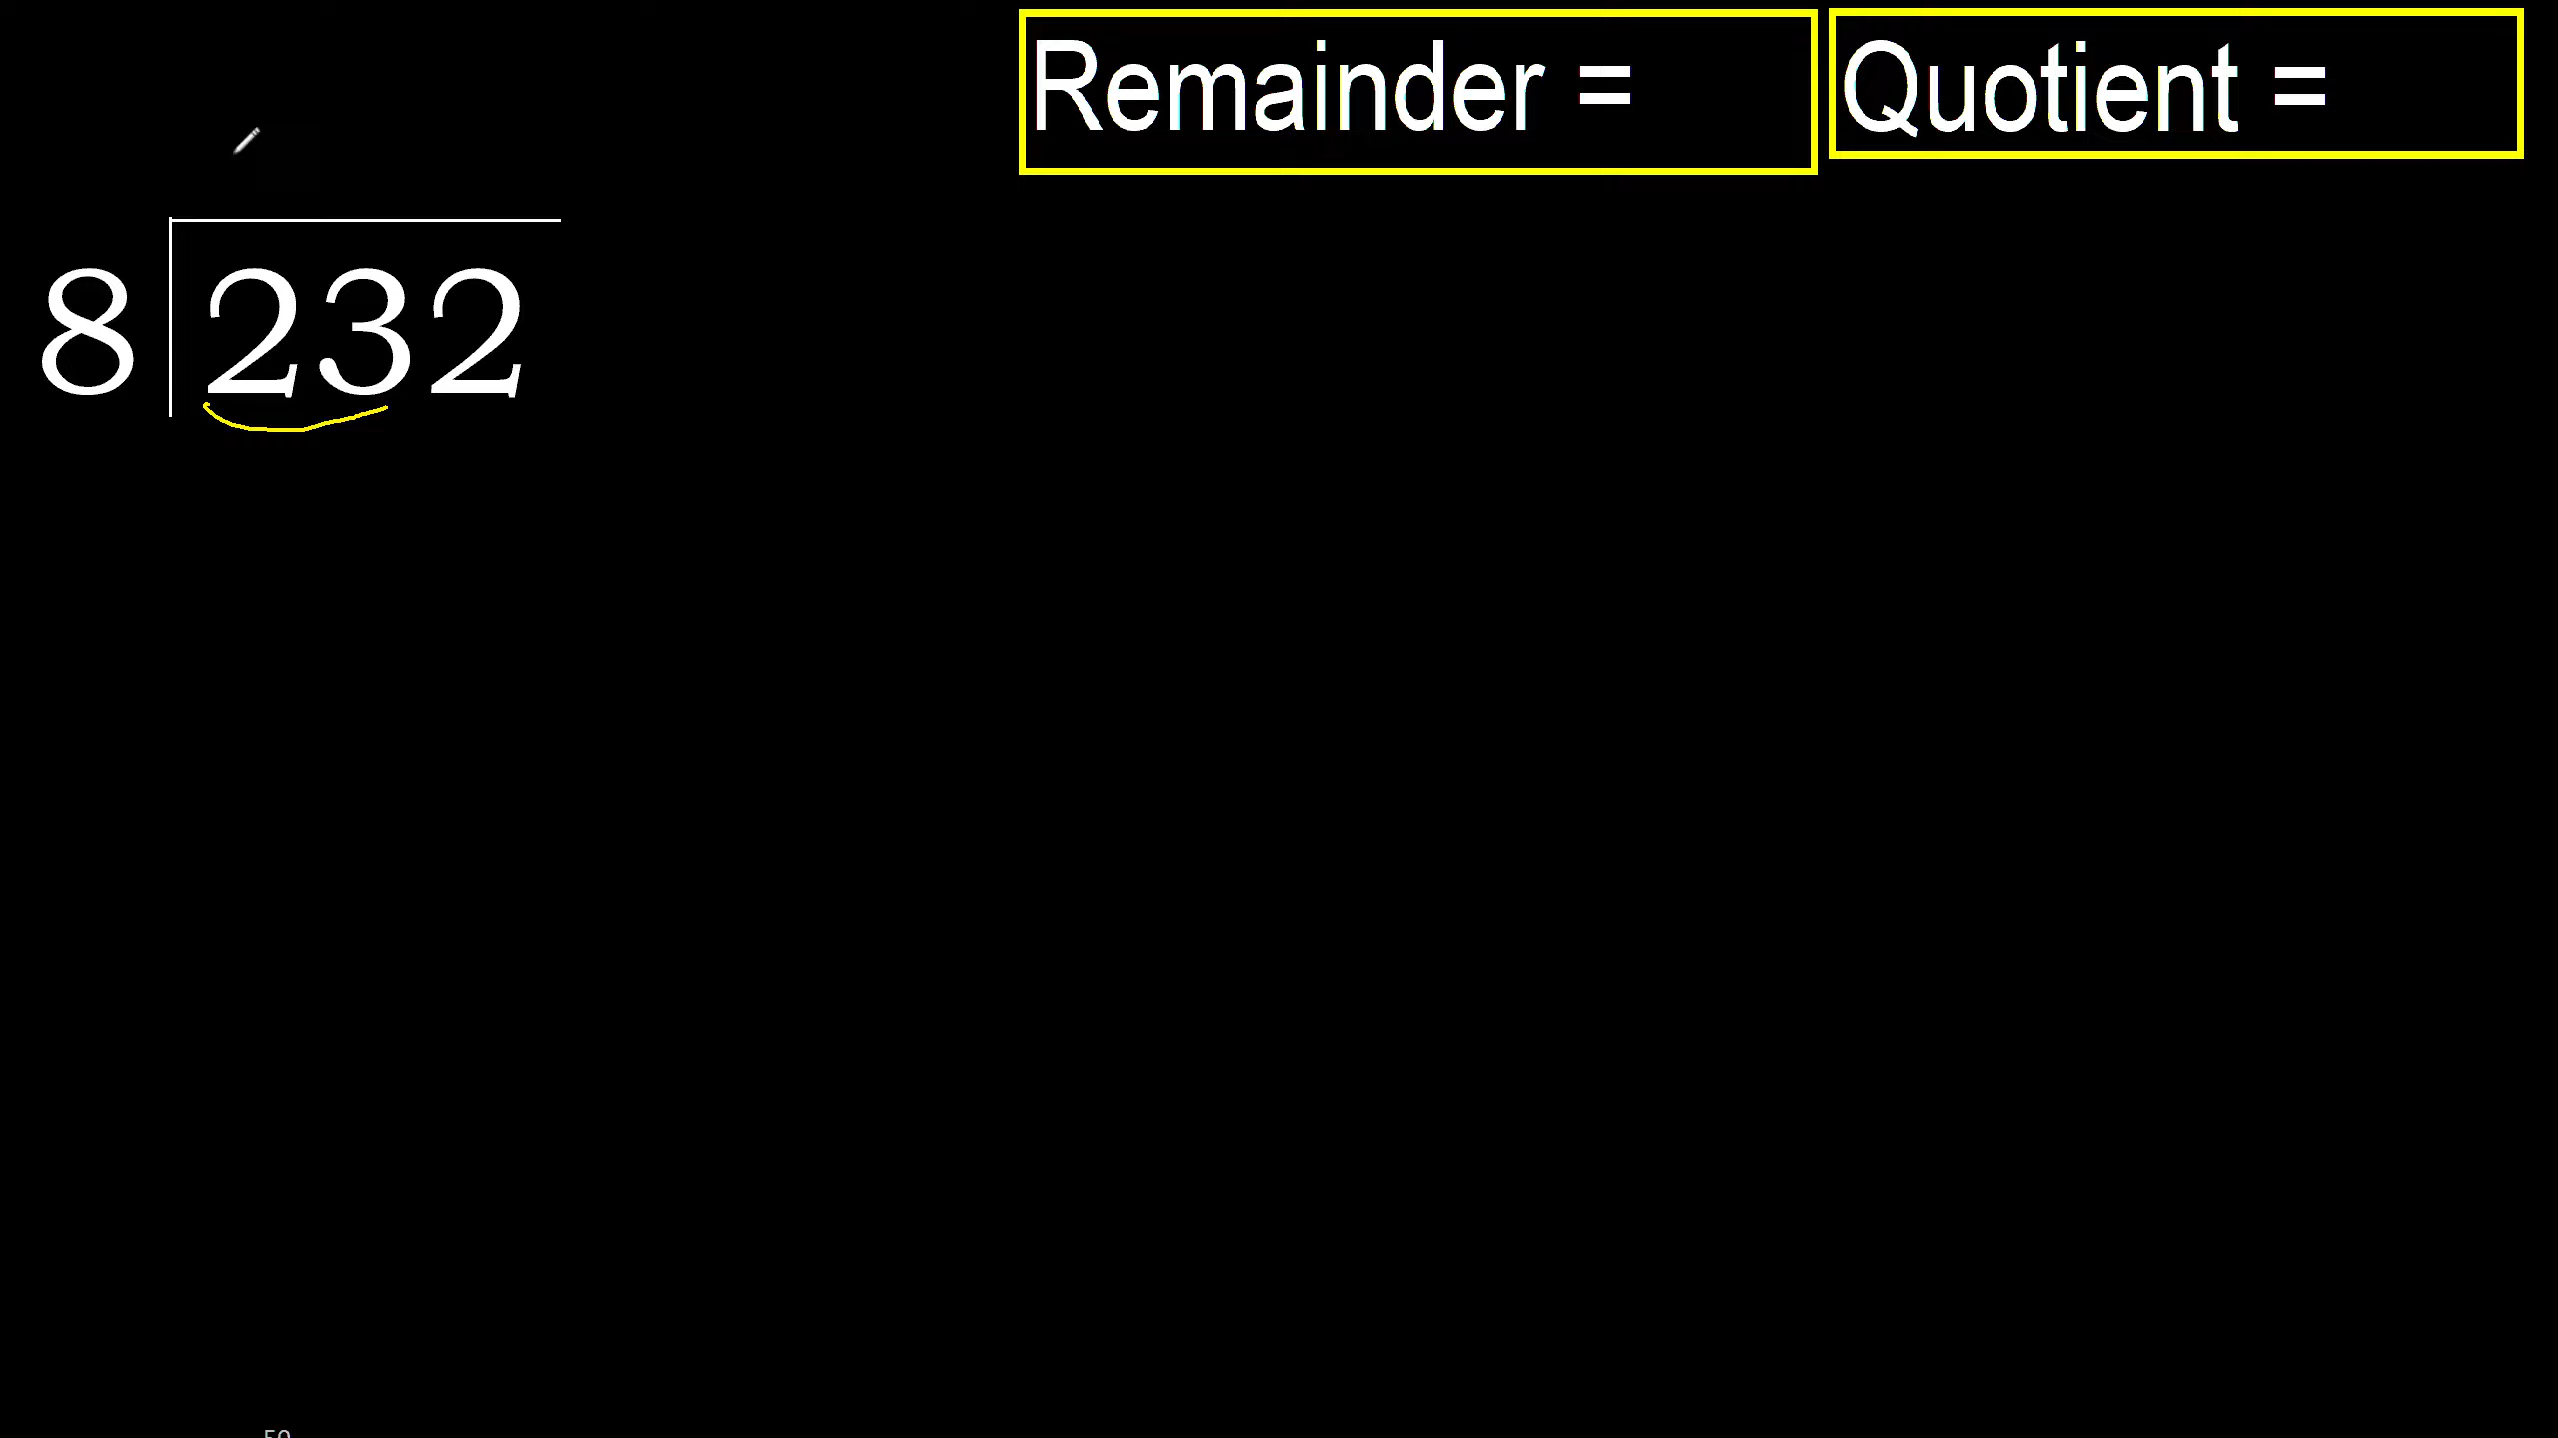 Remainder =
Quotient =
8 232